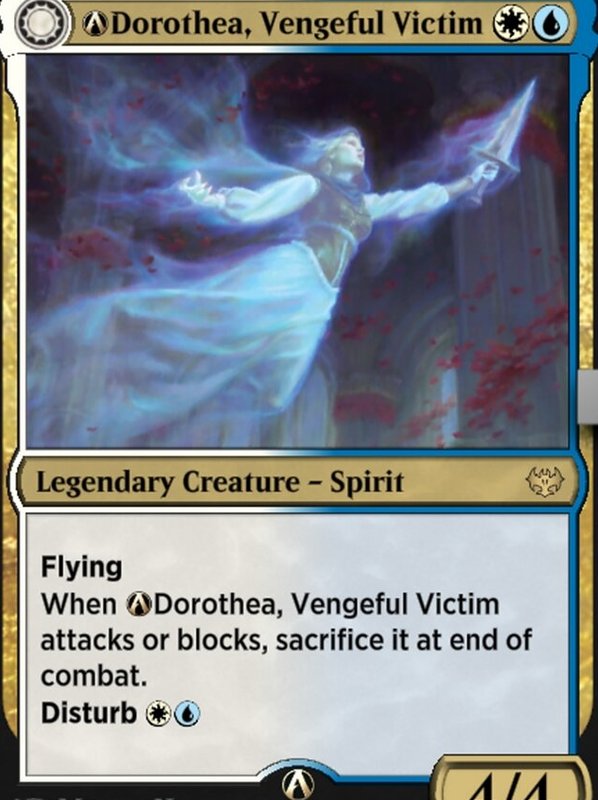 Dorothea, Vengeful Victim
Legendary Creature – Spirit
Flying
When Dorothea, Vengeful Victim
attacks or blocks, sacrifice it at end of
combat.
Disturb
4/4